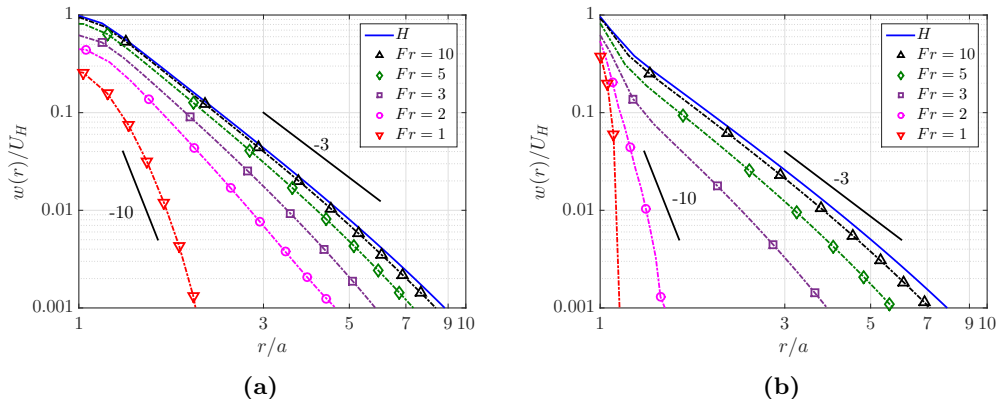 1
0.1
0.01
0.001
w(r)/U_H
1
3
5
7
9
10
r/a
H
Fr = 10
Fr = 5
Fr = 3
Fr = 2
Fr = 1
-3
-10
(a)
1
0.1
0.01
0.001
w(r)/U_H
1
3
5
7
9
10
r/a
H
Fr = 10
Fr = 5
Fr = 3
Fr = 2
Fr = 1
-3
-10
(b)